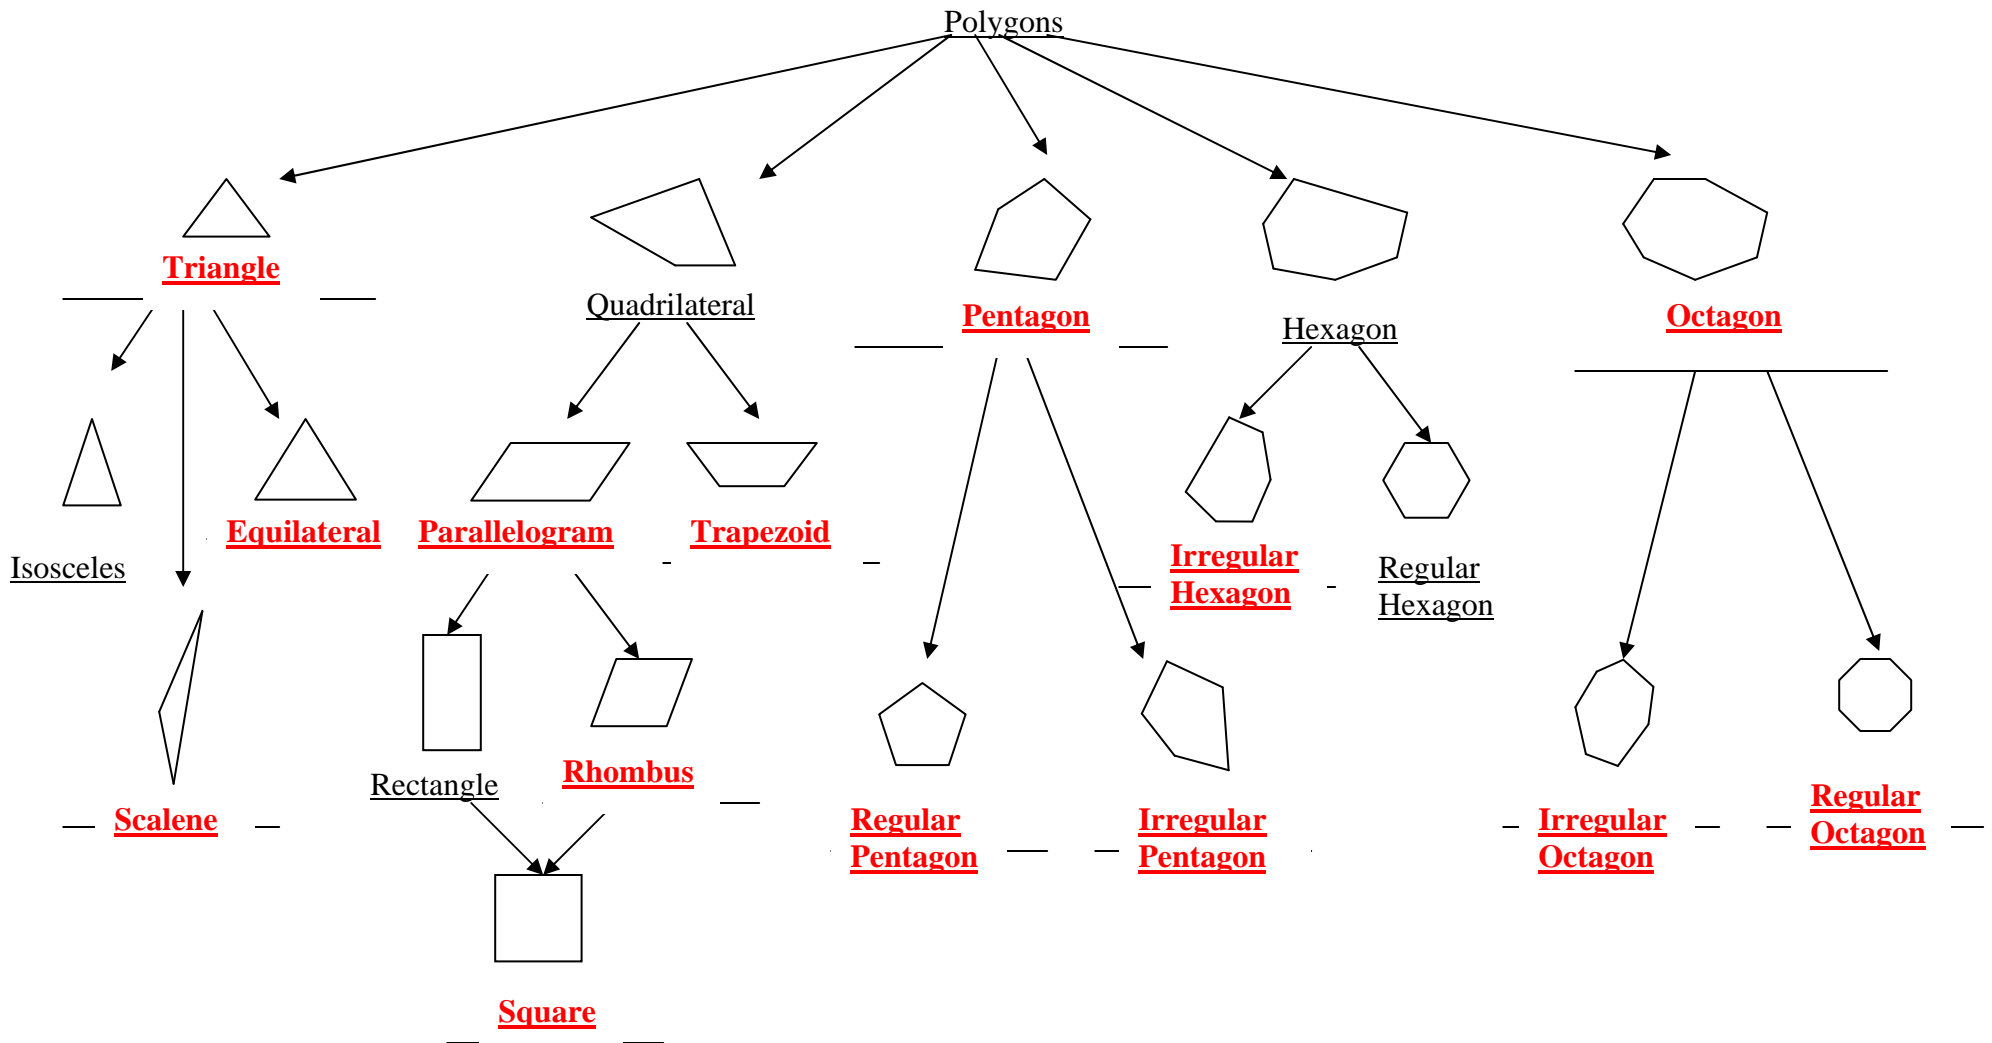 Polygons
Triangle
Quadrilateral
Pentagon
Hexagon
Octagon
Isosceles
Equilateral
Parallelogram
Trapezoid
Irregular
Hexagon
Regular
Hexagon
Scalene
Rectangle
Rhombus
Regular
Pentagon
Irregular
Pentagon
Irregular
Octagon
Regular
Octagon
Square